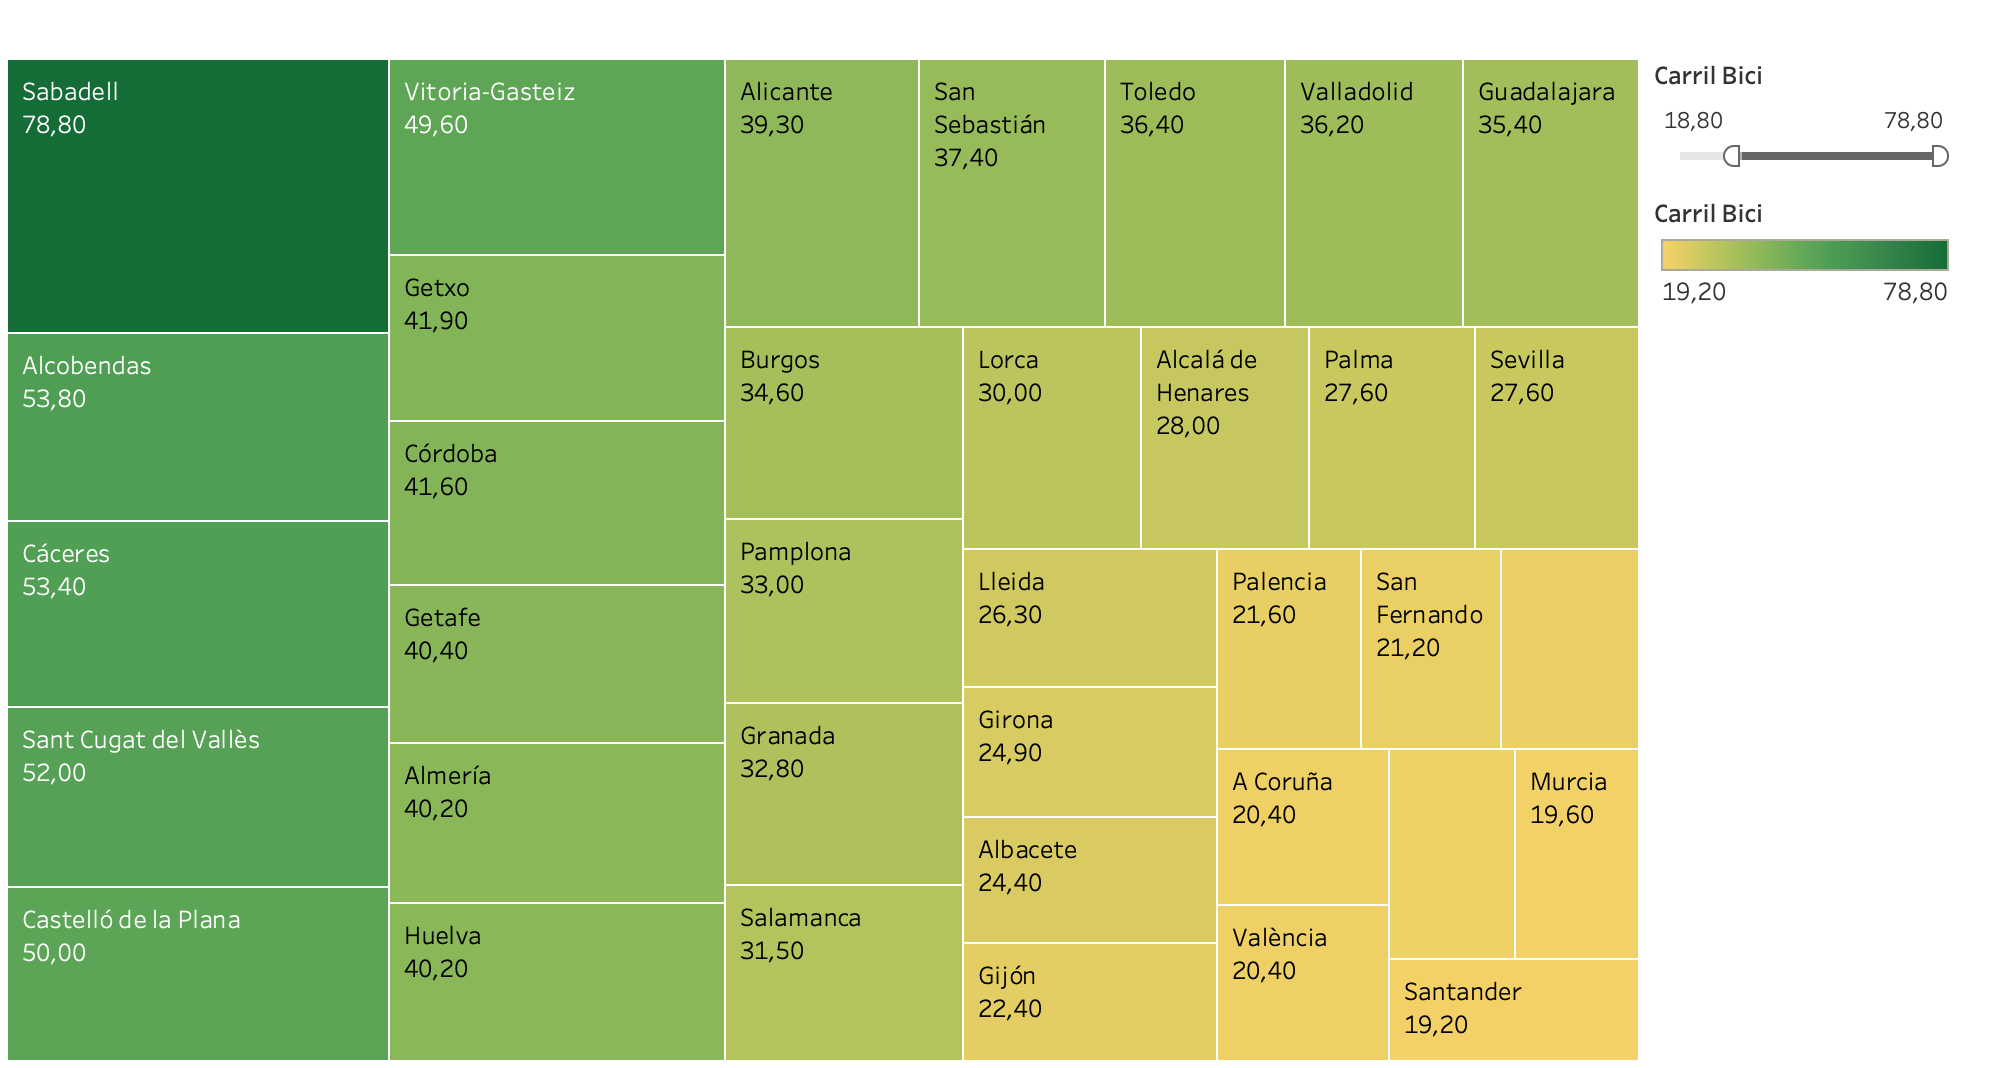 Sabadell
78,80
Alcobendas
53,80
Cáceres
53,40
Sant Cugat del Vallès
52,00
Castelló de la Plana
50,00
Vitoria-Gasteiz
49,60
Getxo
41,90
Córdoba
41,60
Getafe
40,40
Almería
40,20
Huelva
40,20
Alicante
39,30
San
Sebastián
37,40
Toledo
36,40
Valladolid
36,20
Guadalajara
35,40
Burgos
34,60
Pamplona
33,00
Granada
32,80
Salamanca
31,50
Lorca
30,00
Alcalá de
Henares
28,00
Palma
27,60
Sevilla
27,60
Lleida
26,30
Girona
24,90
Albacete
24,40
Gijón
22,40
Palencia
21,60
San
Fernando
21,20
A Coruña
20,40
València
20,40
Murcia
19,60
Santander
19,20
Carril Bici
18,80 78,80
Carril Bici
19,20 78,80